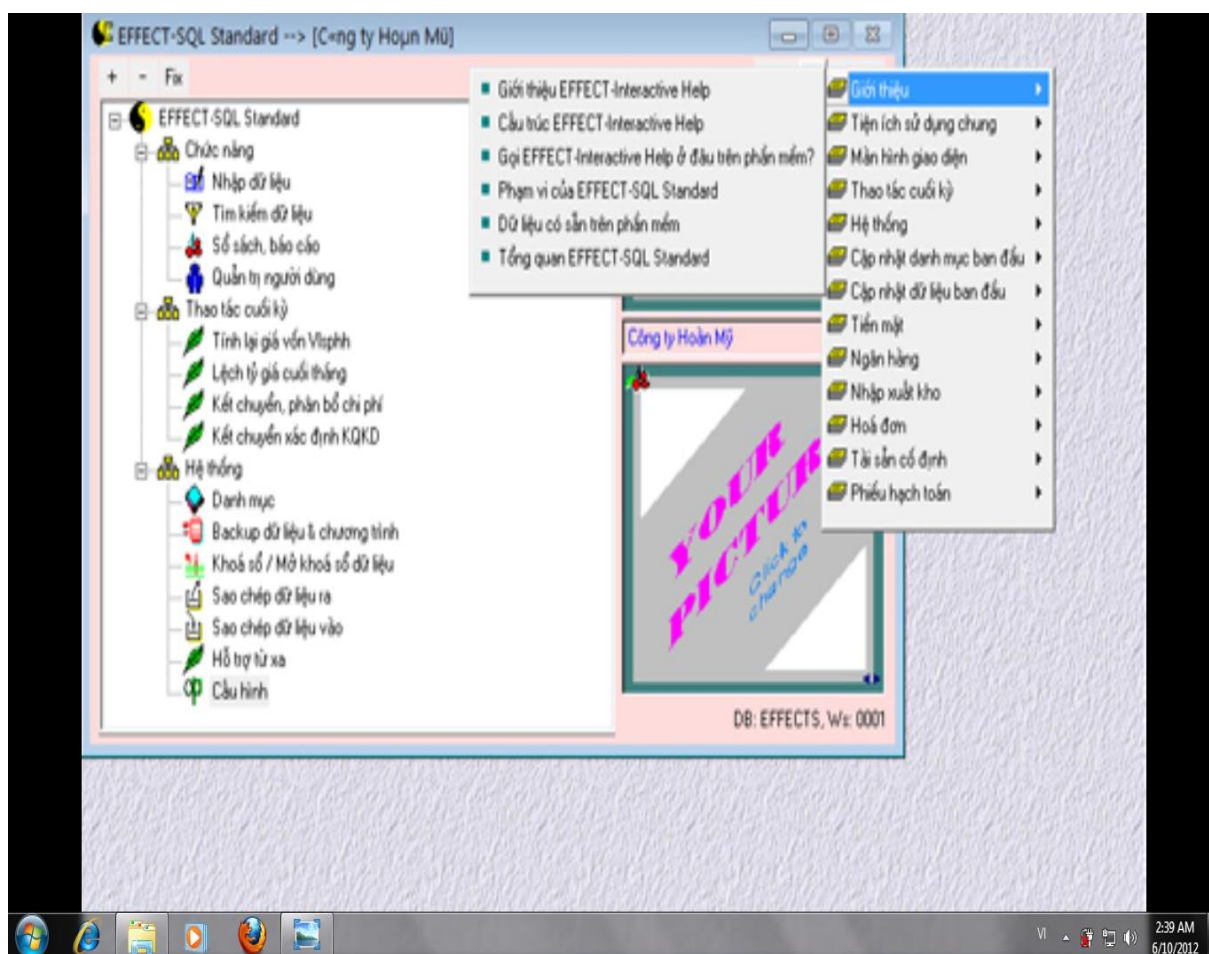 EFFECT-SQL Standard --> [C«ng ty Hoµn Mü]
+ - Fix
EFFECT-SQL Standard
Chức năng
Nhập dữ liệu
Tìm kiếm dữ liệu
Sổ sách, báo cáo
Quản trị người dùng
Thao tác cuối kỳ
Tính lại giá vốn Vlsphh
Lệch tỷ giá cuối tháng
Kết chuyển, phân bổ chi phí
Kết chuyển xác định KQKD
Hệ thống
Danh mục
Backup dữ liệu & chương trình
Khoá sổ / Mở khoá sổ dữ liệu
Sao chép dữ liệu ra
Sao chép dữ liệu vào
Hỗ trợ từ xa
Cấu hình
Giới thiệu EFFECT-Interactive Help
Cấu trúc EFFECT-Interactive Help
Gọi EFFECT-Interactive Help ở đâu trên phần mềm?
Phạm vi của EFFECT-SQL Standard
Dữ liệu có sẵn trên phần mềm
Tổng quan EFFECT-SQL Standard
Giới thiệu
Tiện ích sử dụng chung
Màn hình giao diện
Thao tác cuối kỳ
Hệ thống
Cập nhật danh mục ban đầu
Cập nhật dữ liệu ban đầu
Tiền mặt
Ngân hàng
Nhập xuất kho
Hoá đơn
Tài sản cố định
Phiếu hạch toán
Công ty Hoàn Mỹ
YOUR
PICTURE
Click to
change
DB: EFFECTS, Ws: 0001
VI
2:39 AM
6/10/2012